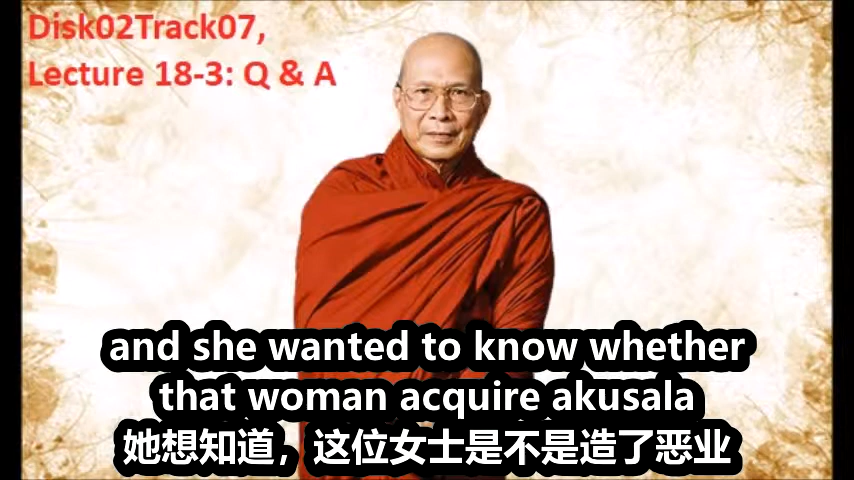 Disk02Track07,
Lecture 18-3: Q & A
and she wanted to know whether
that woman acquire akusala
她想知道，这位女士是不是造了恶业